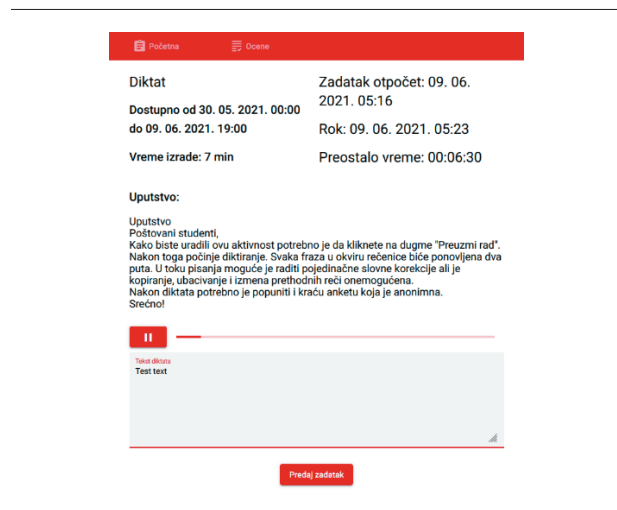 Početna
Ocene
Diktat
Dostupno od 30. 05. 2021. 00:00
do 09. 06. 2021. 19:00
Vreme izrade: 7 min
Zadatak otpočet: 09. 06.
2021. 05:16
Rok: 09. 06. 2021. 05:23
Preostalo vreme: 00:06:30
Uputstvo:
Uputstvo
Poštovani studenti,
Kako biste uradili ovu aktivnost potrebno je da kliknete na dugme "Preuzmi rad".
Nakon toga počinje diktiranje. Svaka fraza u okviru rečenice biće ponovljena dva
puta. U toku pisanja moguće je raditi pojedinačne slovne korekcije ali je
kopiranje, ubacivanje i izmena prethodnih reči onemogućena.
Nakon diktata potrebno je popuniti i kraću anketu koja je anonimna.
Srećno!
Tekst diktata
Test text
Predaj zadatak